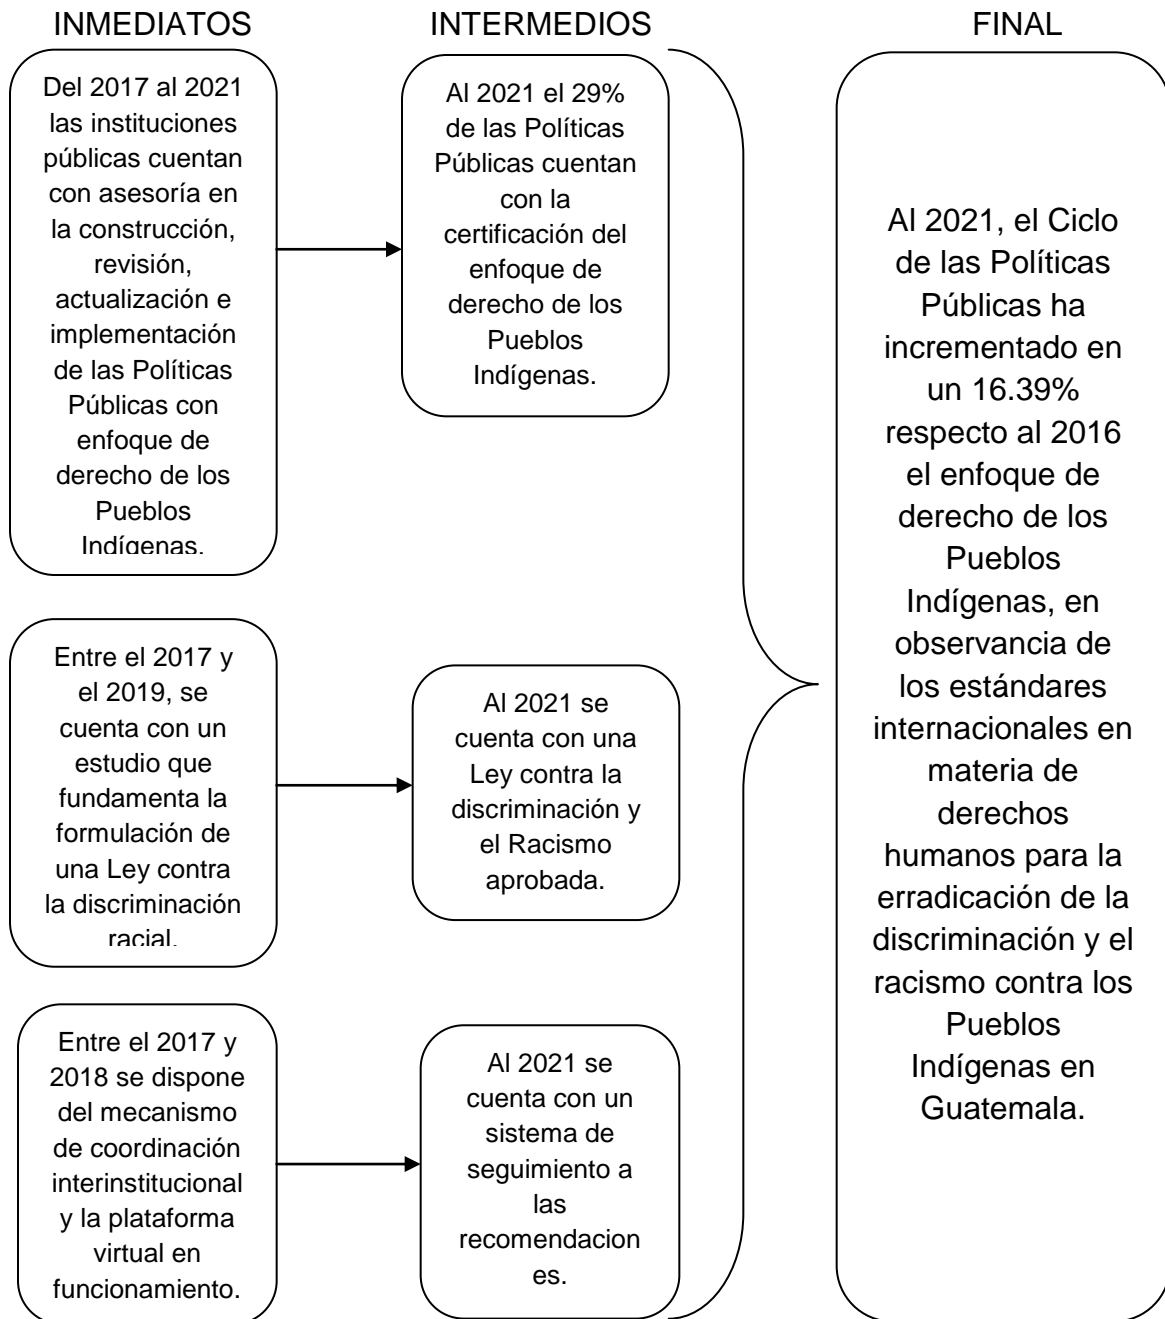 INMEDIATOS
INTERMEDIOS
FINAL
Del 2017 al 2021
las instituciones
públicas cuentan
con asesoría en
la construcción,
revisión,
actualización e
implementación
de las Políticas
Públicas con
enfoque de
derecho de los
Pueblos
Indígenas.
Al 2021 el 29%
de las Políticas
Públicas cuentan
con la
certificación del
enfoque de
derecho de los
Pueblos
Indígenas.
Entre el 2017 y
el 2019, se
cuenta con un
estudio que
fundamenta la
formulación de
una Ley contra
la discriminación
racial.
Al 2021 se
cuenta con una
Ley contra la
discriminación y
el Racismo
aprobada.
Entre el 2017 y
2018 se dispone
del mecanismo
de coordinación
interinstitucional
y la plataforma
virtual en
funcionamiento.
Al 2021 se
cuenta con un
sistema de
seguimiento a
las
recomendacion
es.
Al 2021, el Ciclo
de las Políticas
Públicas ha
incrementado en
un 16.39%
respecto al 2016
el enfoque de
derecho de los
Pueblos
Indígenas, en
observancia de
los estándares
internacionales en
materia de
derechos
humanos para la
erradicación de la
discriminación y el
racismo contra los
Pueblos
Indígenas en
Guatemala.